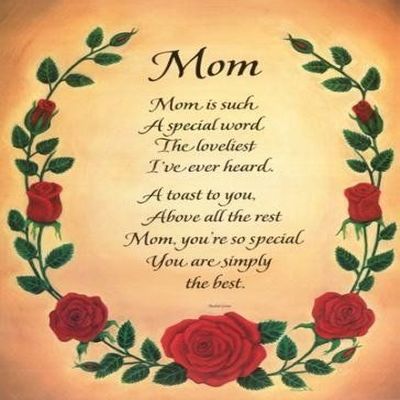 Mom
Mom is such
A special word
The loveliest
I've ever heard.
A toast to you,
Above all the rest
Mom, you're so special
You are simply
the best.